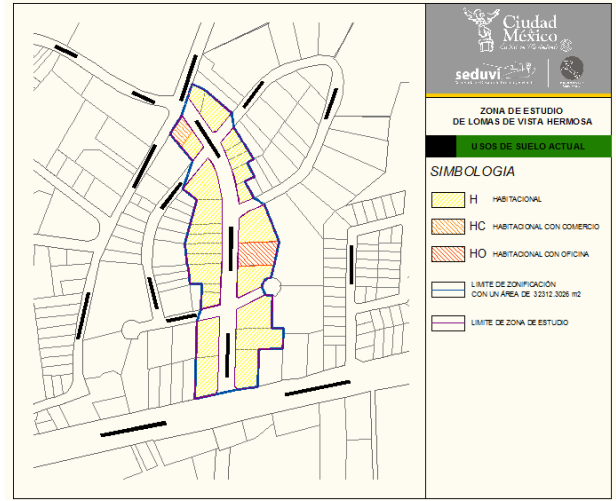 Ciudad
de
México
seduvi
ZONA DE ESTUDIO
DE LOMAS DE VISTA HERMOSA
USOS DE SUELO ACTUAL
SIMBOLOGIA
H HABITACIONAL
HC HABITACIONAL CON COMERCIO
HO HABITACIONAL CON OFICINA
LIMITE DE ZONIFICACIÓN
CON UN ÁREA DE 32312.3026 m2
LIMITE DE ZONA DE ESTUDIO